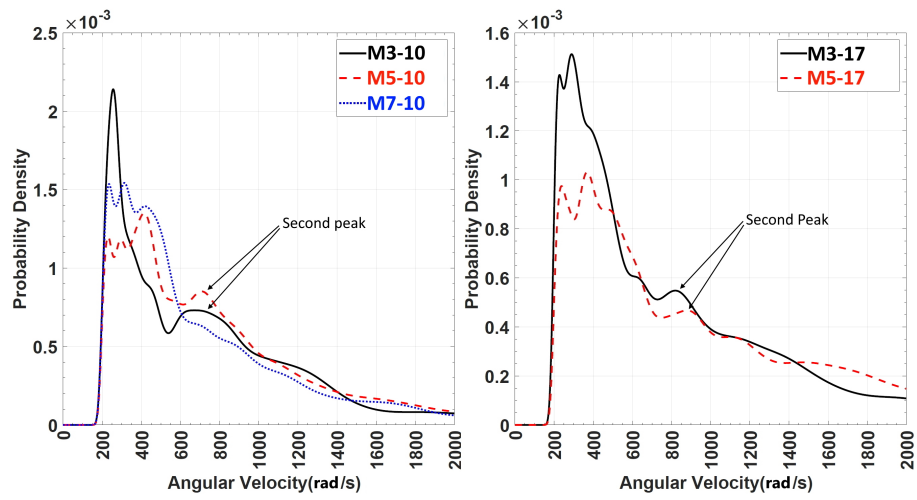 ×10⁻³
2.5
2
1.5
1
0.5
0
Probability Density
M3-10
M5-10
M7-10
Second peak
0 200 400 600 800 1000 1200 1400 1600 1800 2000
Angular Velocity(rad/s)
×10⁻³
1.6
1.4
1.2
1
0.8
0.6
0.4
0.2
0
Probability Density
M3-17
M5-17
Second Peak
0 200 400 600 800 1000 1200 1400 1600 1800 2000
Angular Velocity(rad/s)